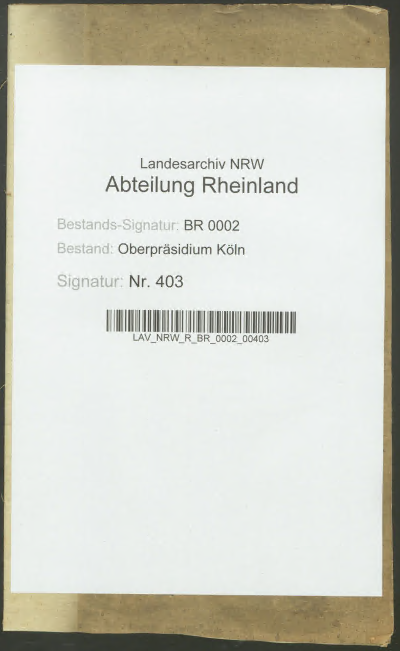 Landesarchiv NRW
Abteilung Rheinland
Bestands-Signatur: BR 0002
Bestand: Oberpräsidium Köln
Signatur: Nr. 403
LAV_NRW_R_BR_0002_00403